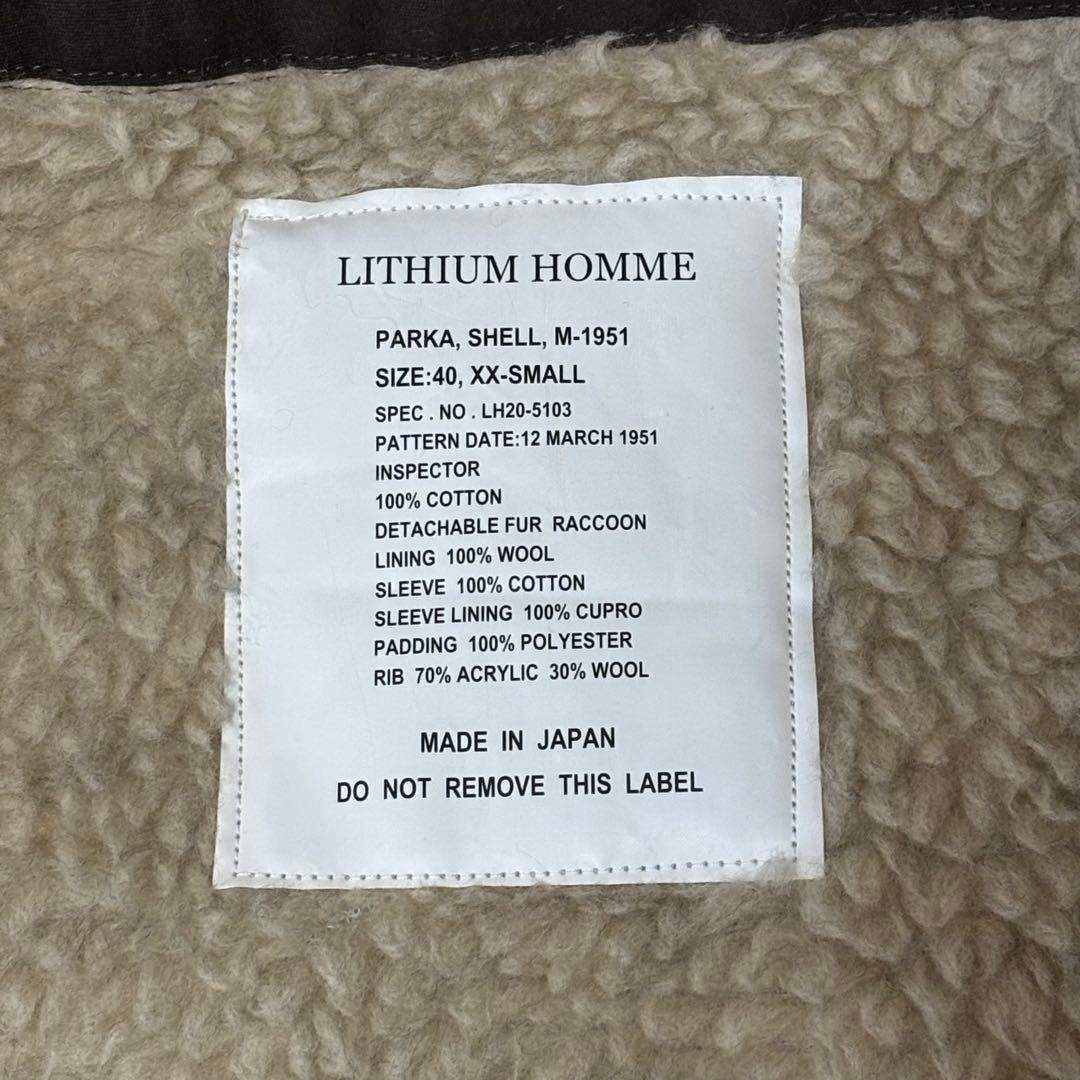 LITHIUM HOMME
PARKA, SHELL, M-1951
SIZE:40, XX-SMALL
SPEC . NO . LH20-5103
PATTERN DATE:12 MARCH 1951
INSPECTOR
100% COTTON
DETACHABLE FUR RACCOON
LINING 100% WOOL
SLEEVE 100% COTTON
SLEEVE LINING 100% CUPRO
PADDING 100% POLYESTER
RIB 70% ACRYLIC 30% WOOL
MADE IN JAPAN
DO NOT REMOVE THIS LABEL